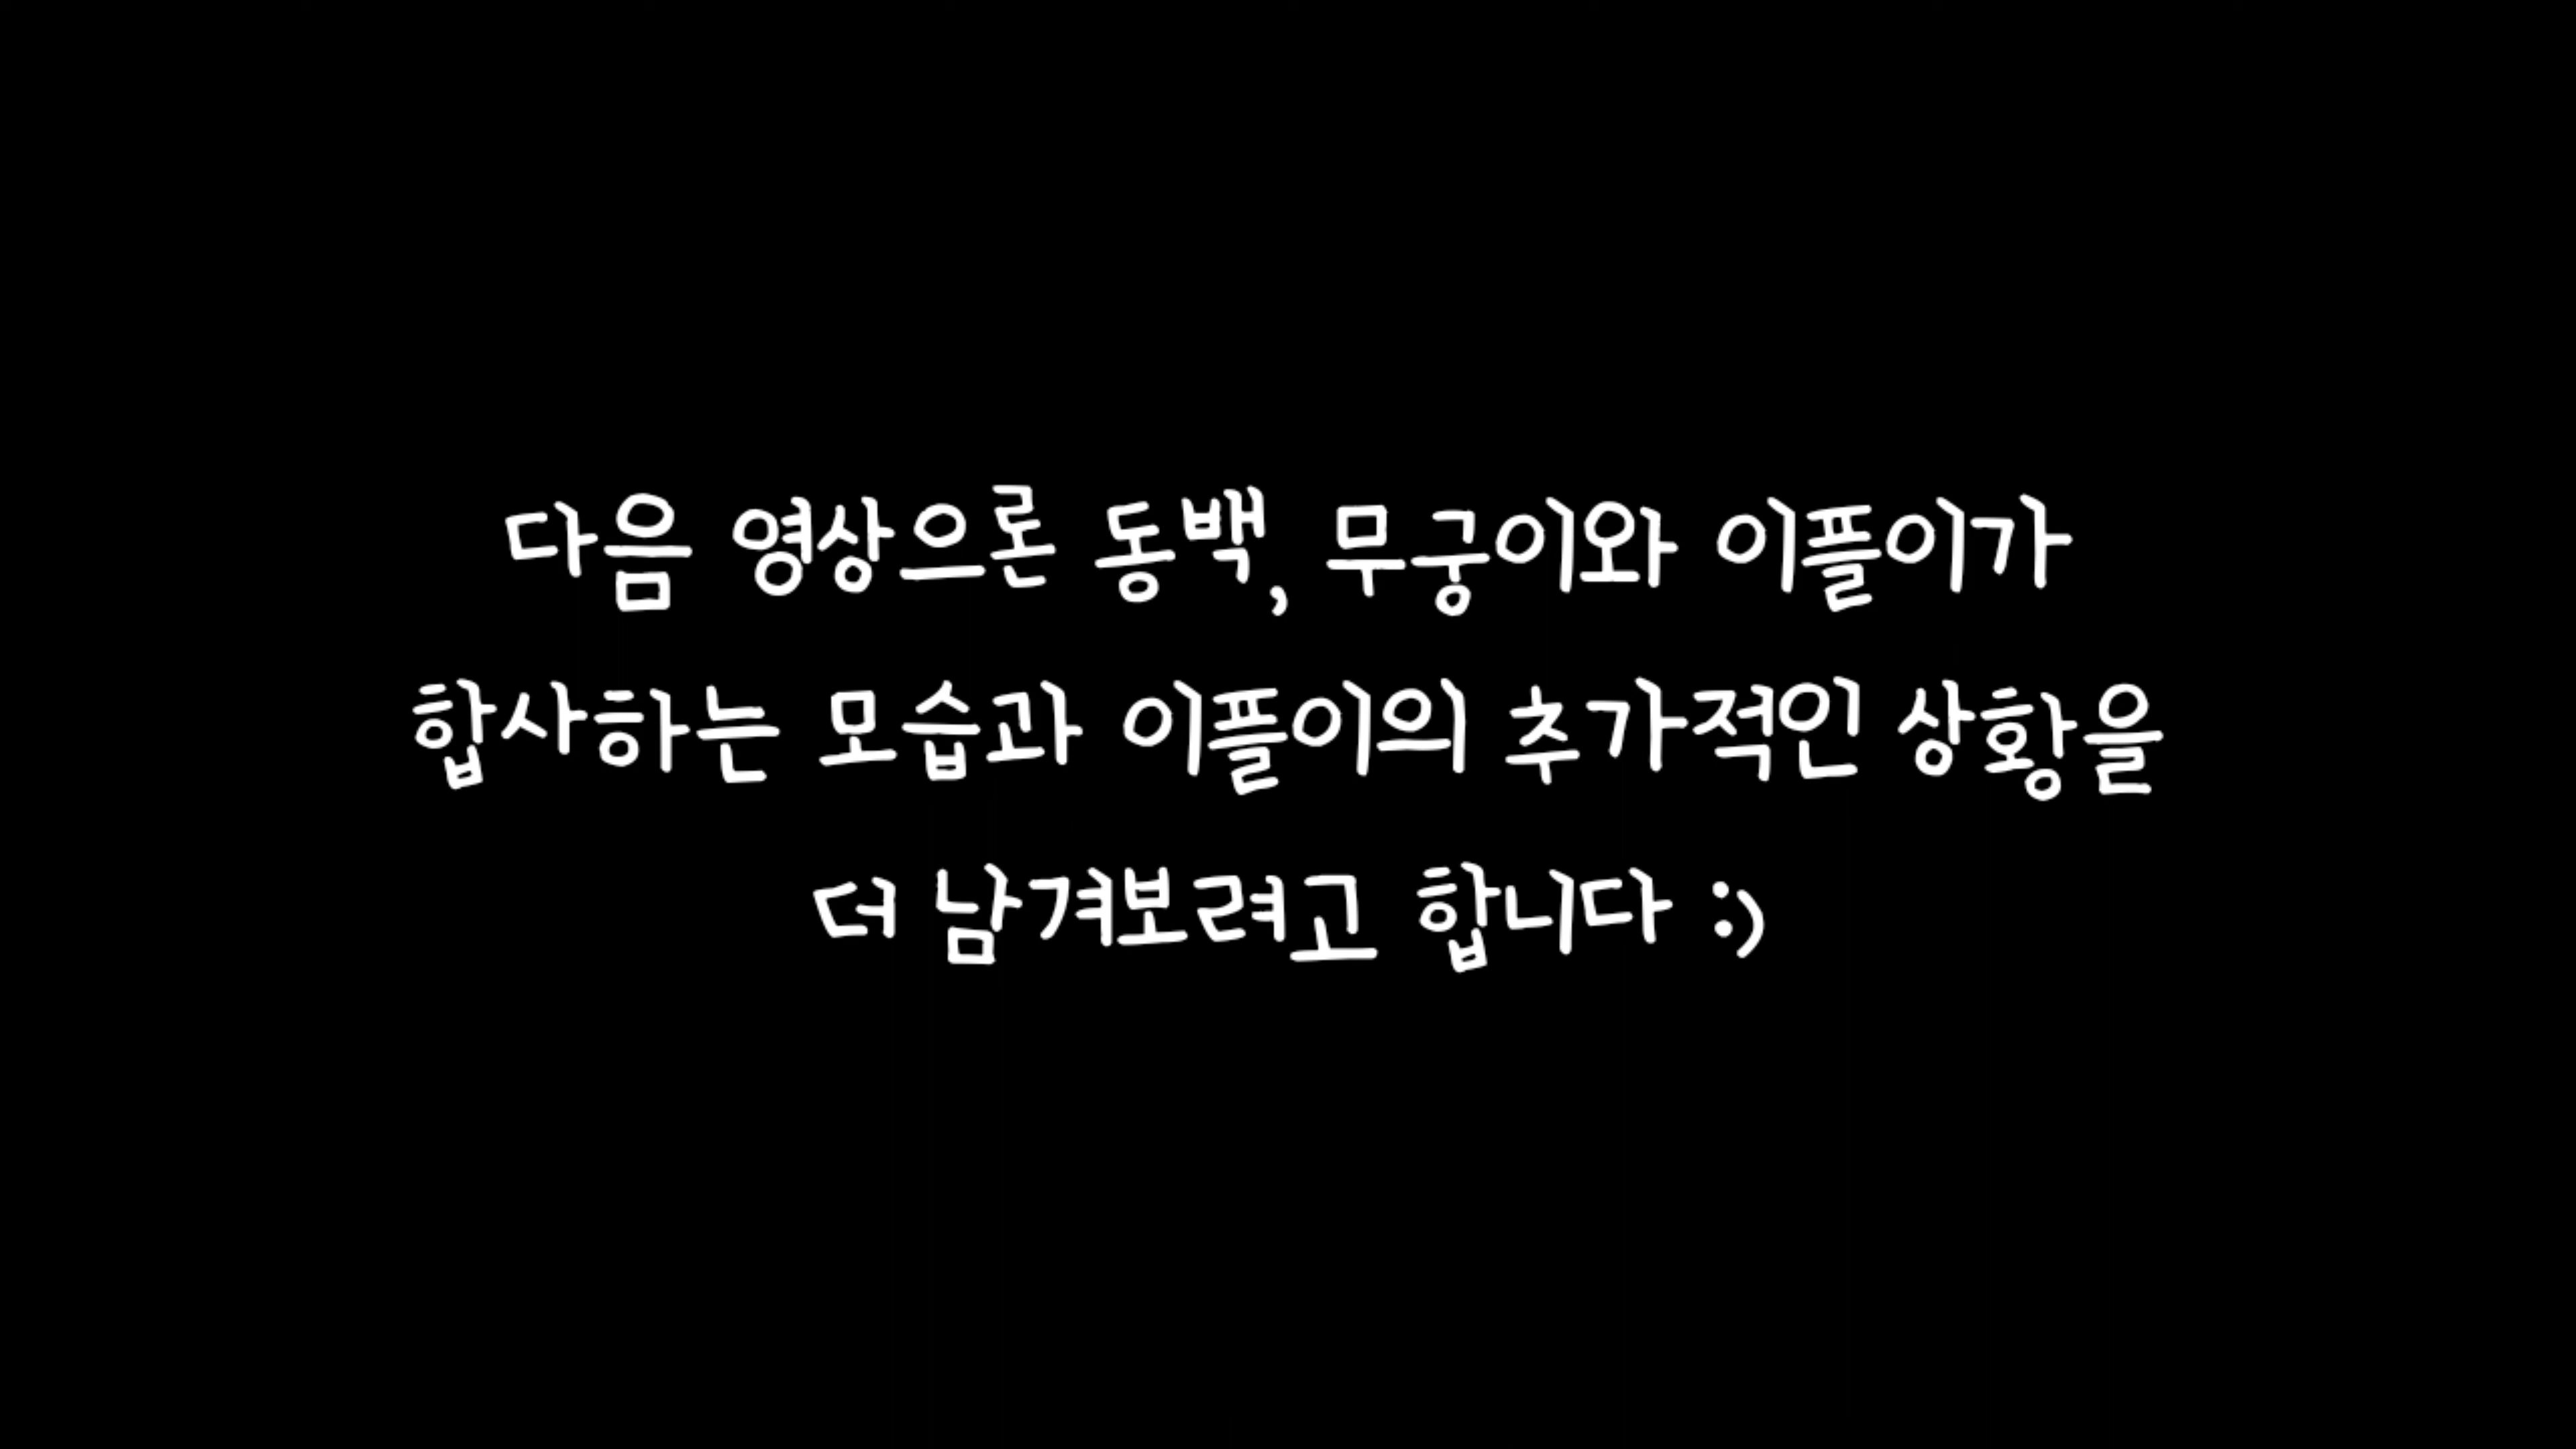 다음 영상으론 동백, 무궁이와 이플이가
합사하는 모습과 이플이의 추가적인 상황을
더 남겨보려고 합니다 :)